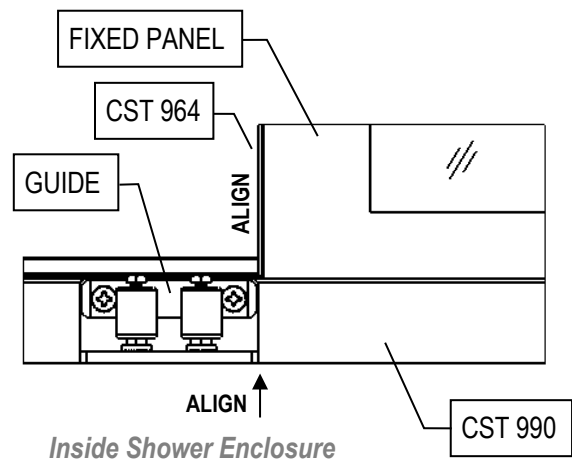 FIXED PANEL
CST 964
GUIDE
ALIGN
ALIGN
CST 990
Inside Shower Enclosure